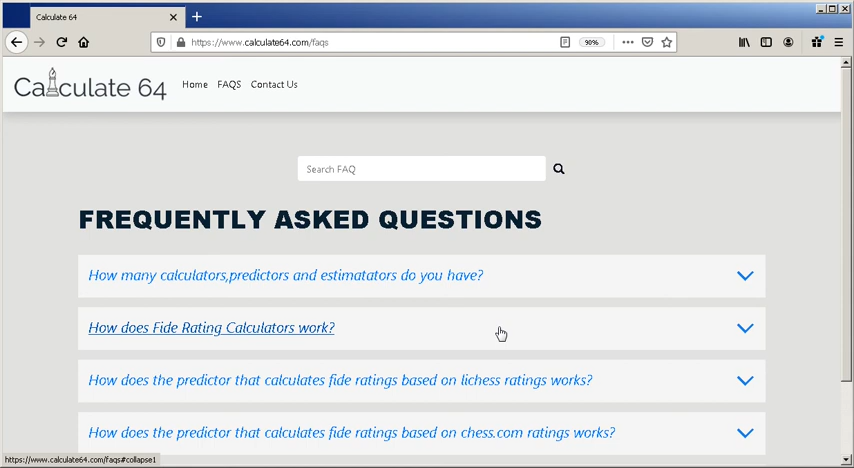 Calculate 64
https://www.calculate64.com/faqs
90%
Calculate 64
Home FAQS Contact Us
Search FAQ
FREQUENTLY ASKED QUESTIONS
How many calculators,predictors and estimatators do you have?
How does Fide Rating Calculators work?
How does the predictor that calculates fide ratings based on lichess ratings works?
How does the predictor that calculates fide ratings based on chess.com ratings works?
https://www.calculate64.com/faqs#collapse1